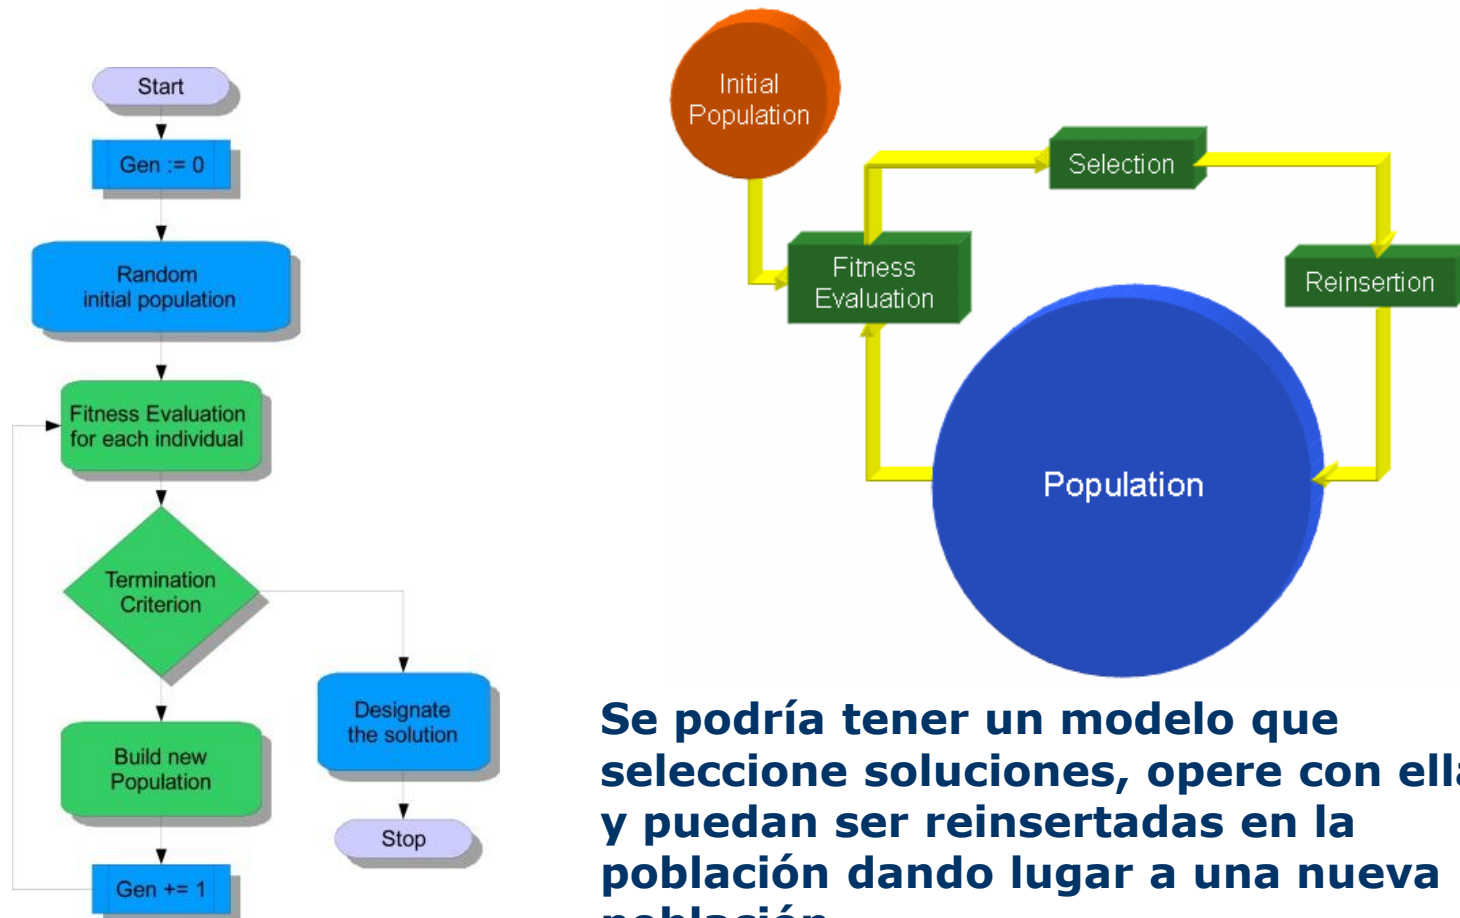 Start
Gen := 0
Random
initial population
Fitness Evaluation
for each individual
Termination
Criterion
Build new
Population
Gen += 1
Designate
the solution
Stop
Initial
Population
Selection
Fitness
Evaluation
Reinsertion
Population
Se podría tener un modelo que
seleccione soluciones, opere con
y puedan ser reinsertadas en la
población dando lugar a una nueva
población